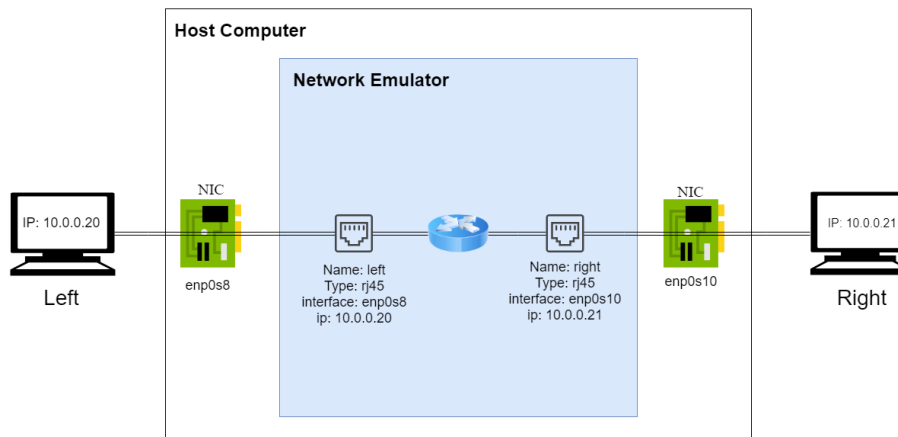 Host Computer
Network Emulator
NIC
NIC
IP: 10.0.0.20
IP: 10.0.0.21
enp0s8
Name: left
Type: rj45
interface: enp0s8
ip: 10.0.0.20
Name: right
Type: rj45
interface: enp0s10
ip: 10.0.0.21
enp0s10
Left
Right